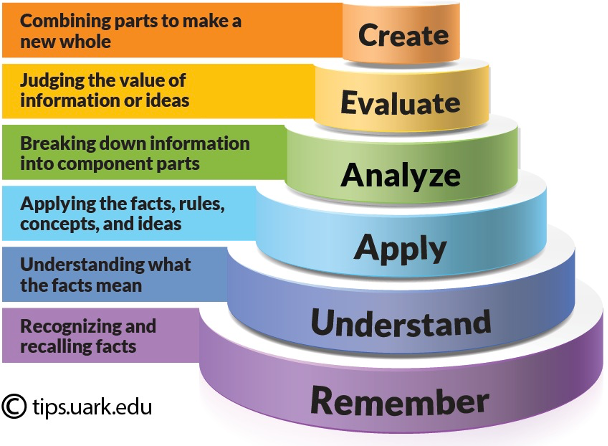 Combining parts to make a
new whole
Create
Judging the value of
information or ideas
Evaluate
Breaking down information
into component parts
Analyze
Applying the facts, rules,
concepts, and ideas
Apply
Understanding what
the facts mean
Understand
Recognizing and
recalling facts
Remember
© tips.uark.edu